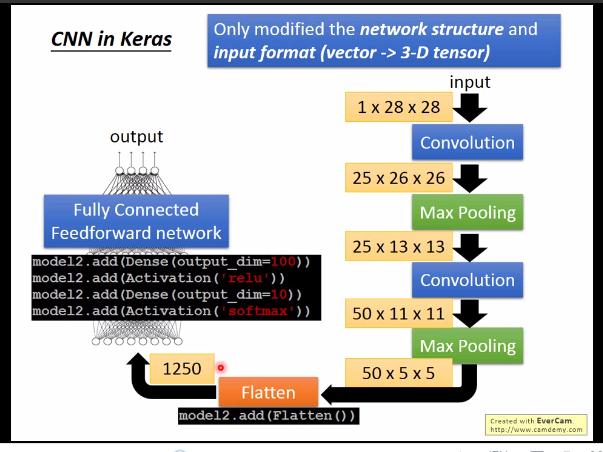 CNN in Keras
Only modified the network structure and
input format (vector -> 3-D tensor)
input
1 x 28 x 28
Convolution
25 x 26 x 26
Max Pooling
25 x 13 x 13
Convolution
50 x 11 x 11
Max Pooling
50 x 5 x 5
output
Fully Connected
Feedforward network
model2.add(Dense(output_dim=100))
model2.add(Activation('relu'))
model2.add(Dense(output_dim=10))
model2.add(Activation('softmax'))
1250
Flatten
model2.add(Flatten())
Created with EverCam.
http://www.camdemy.com